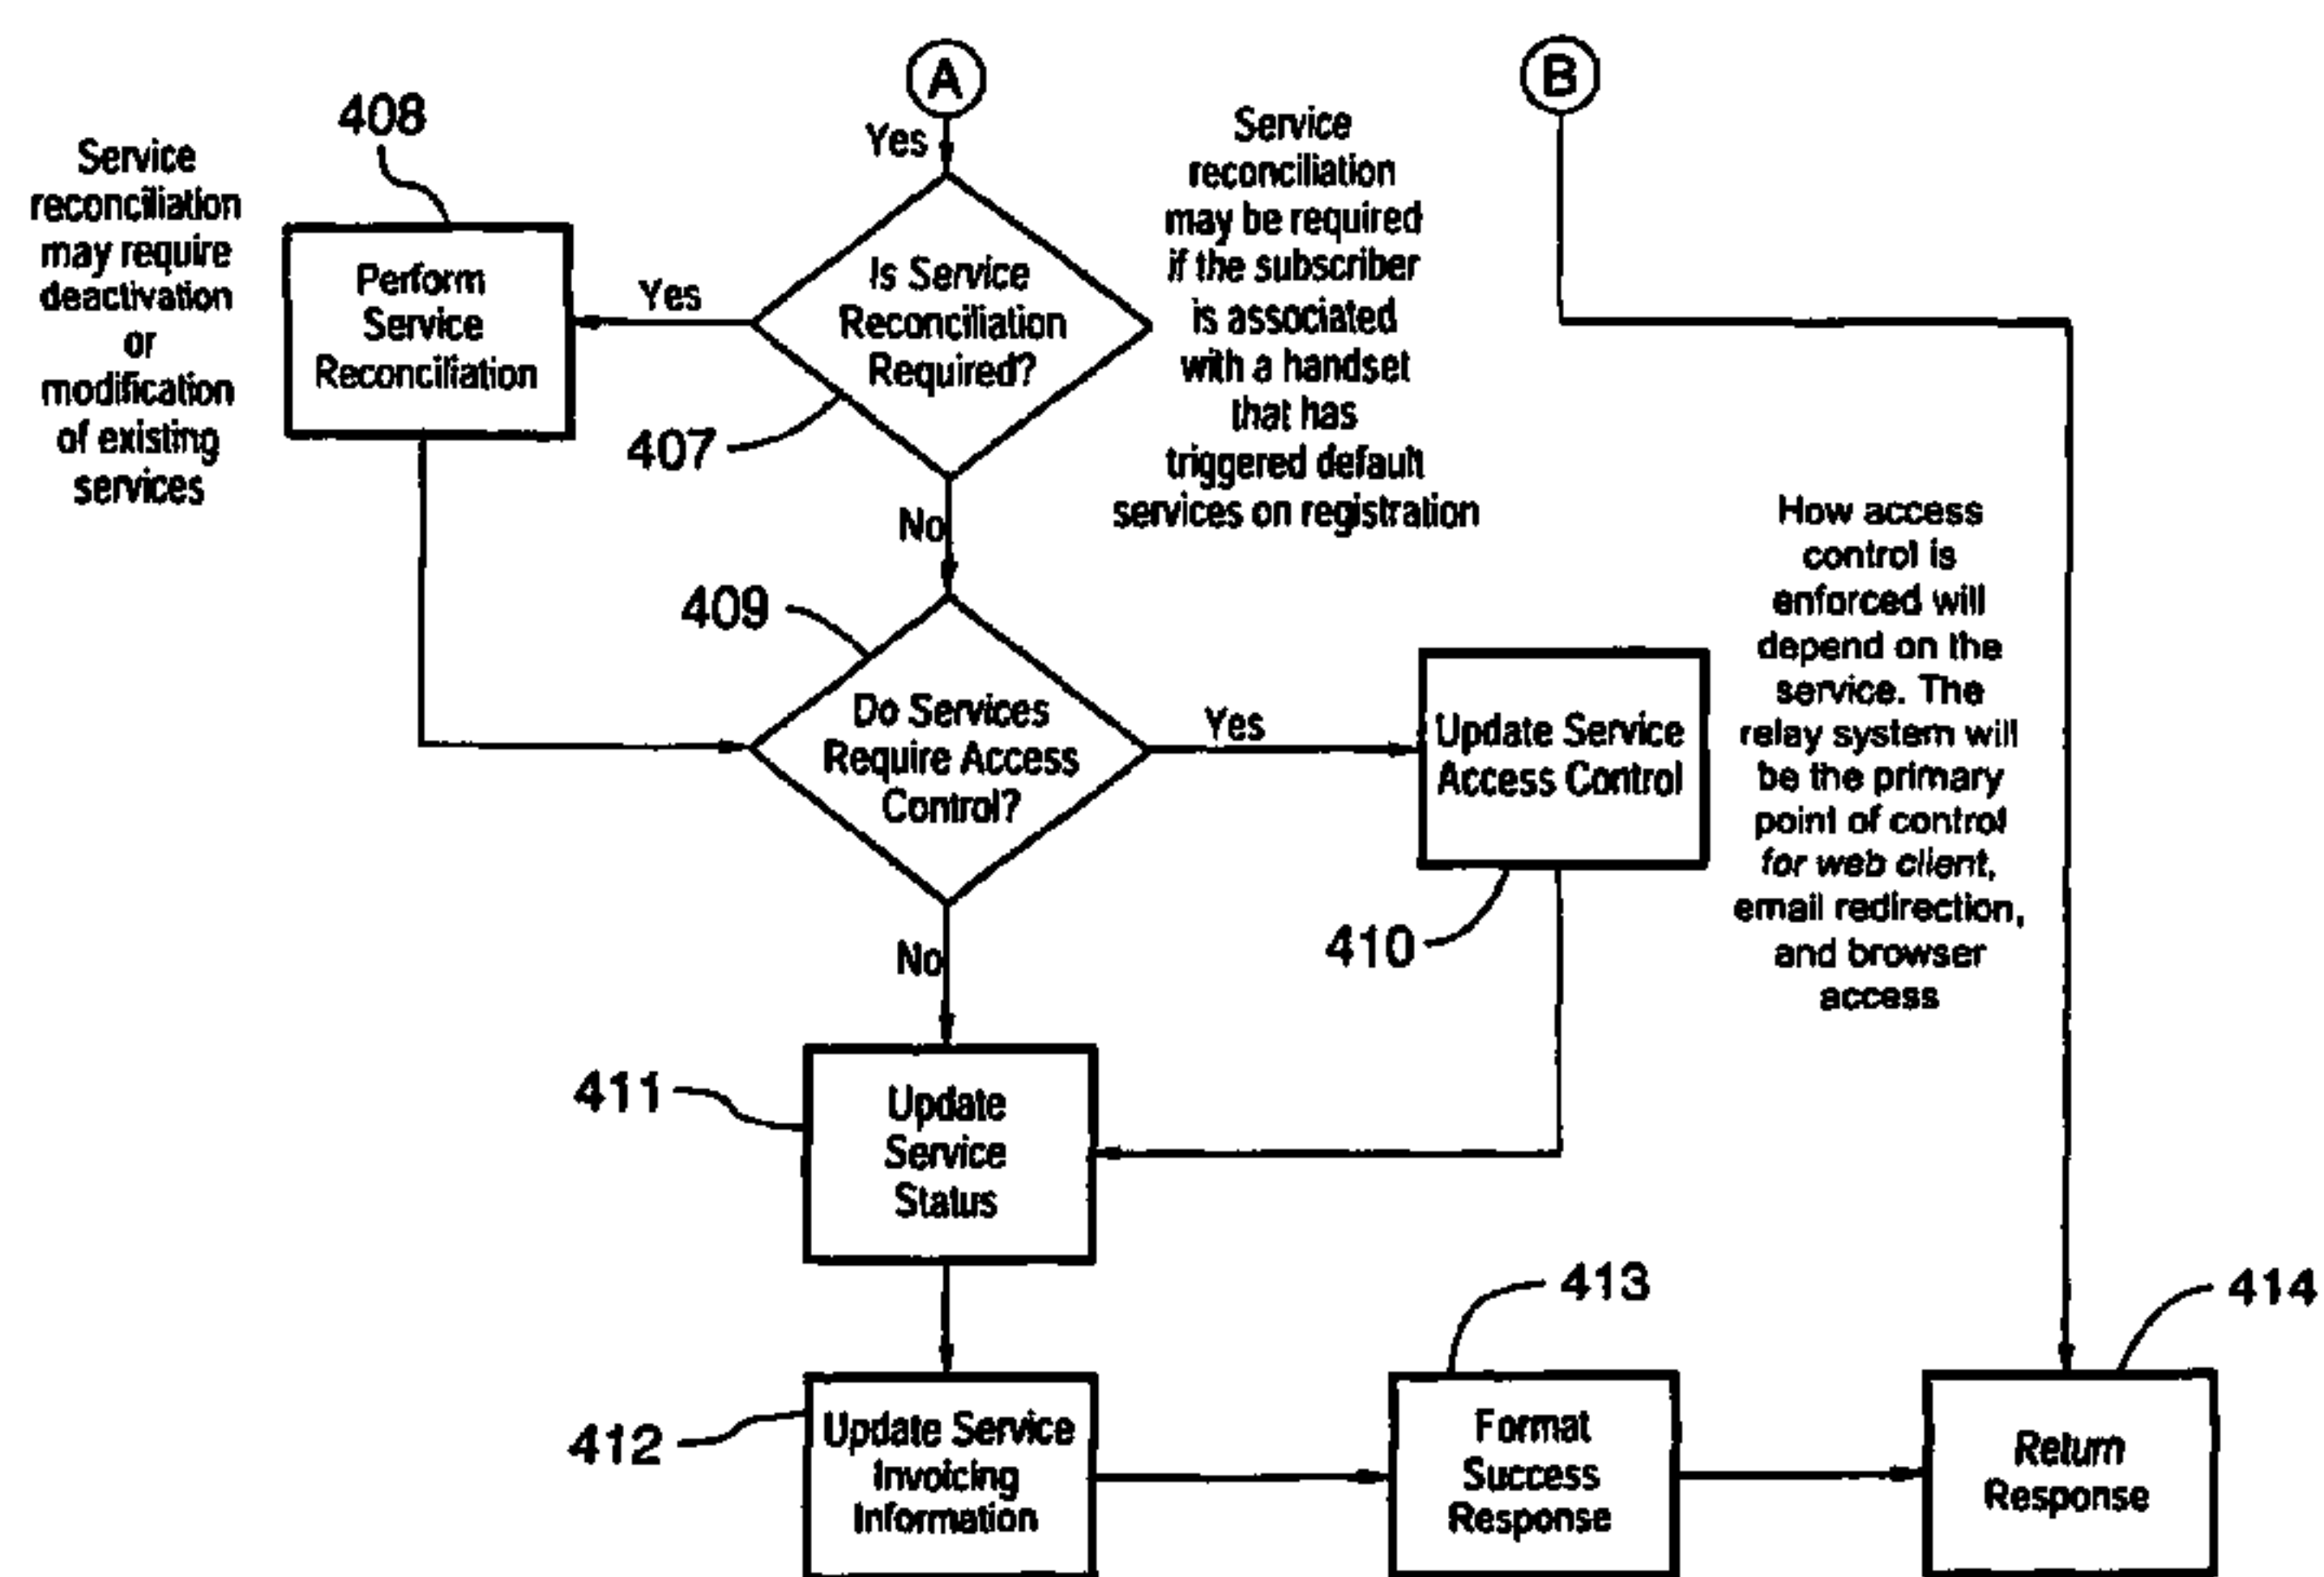 A
B
408
Yes
Service
reconciliation
may require
deactivation
or
modification
of existing
services
Perform
Service
Reconciliation
Yes
Is Service
Reconciliation
Required?
407
Service
reconciliation
may be required
if the subscriber
is associated
with a handset
that has
triggered default
services on registration
No
409
Do Services
Require Access
Control?
Yes
Update Service
Access Control
410
How access
control is
enforced will
depend on the
service. The
relay system will
be the primary
point of control
for web client,
email redirection,
and browser
access
No
411
Update
Service
Status
412
Update Service
Invoicing
Information
413
Format
Success
Response
414
Return
Response